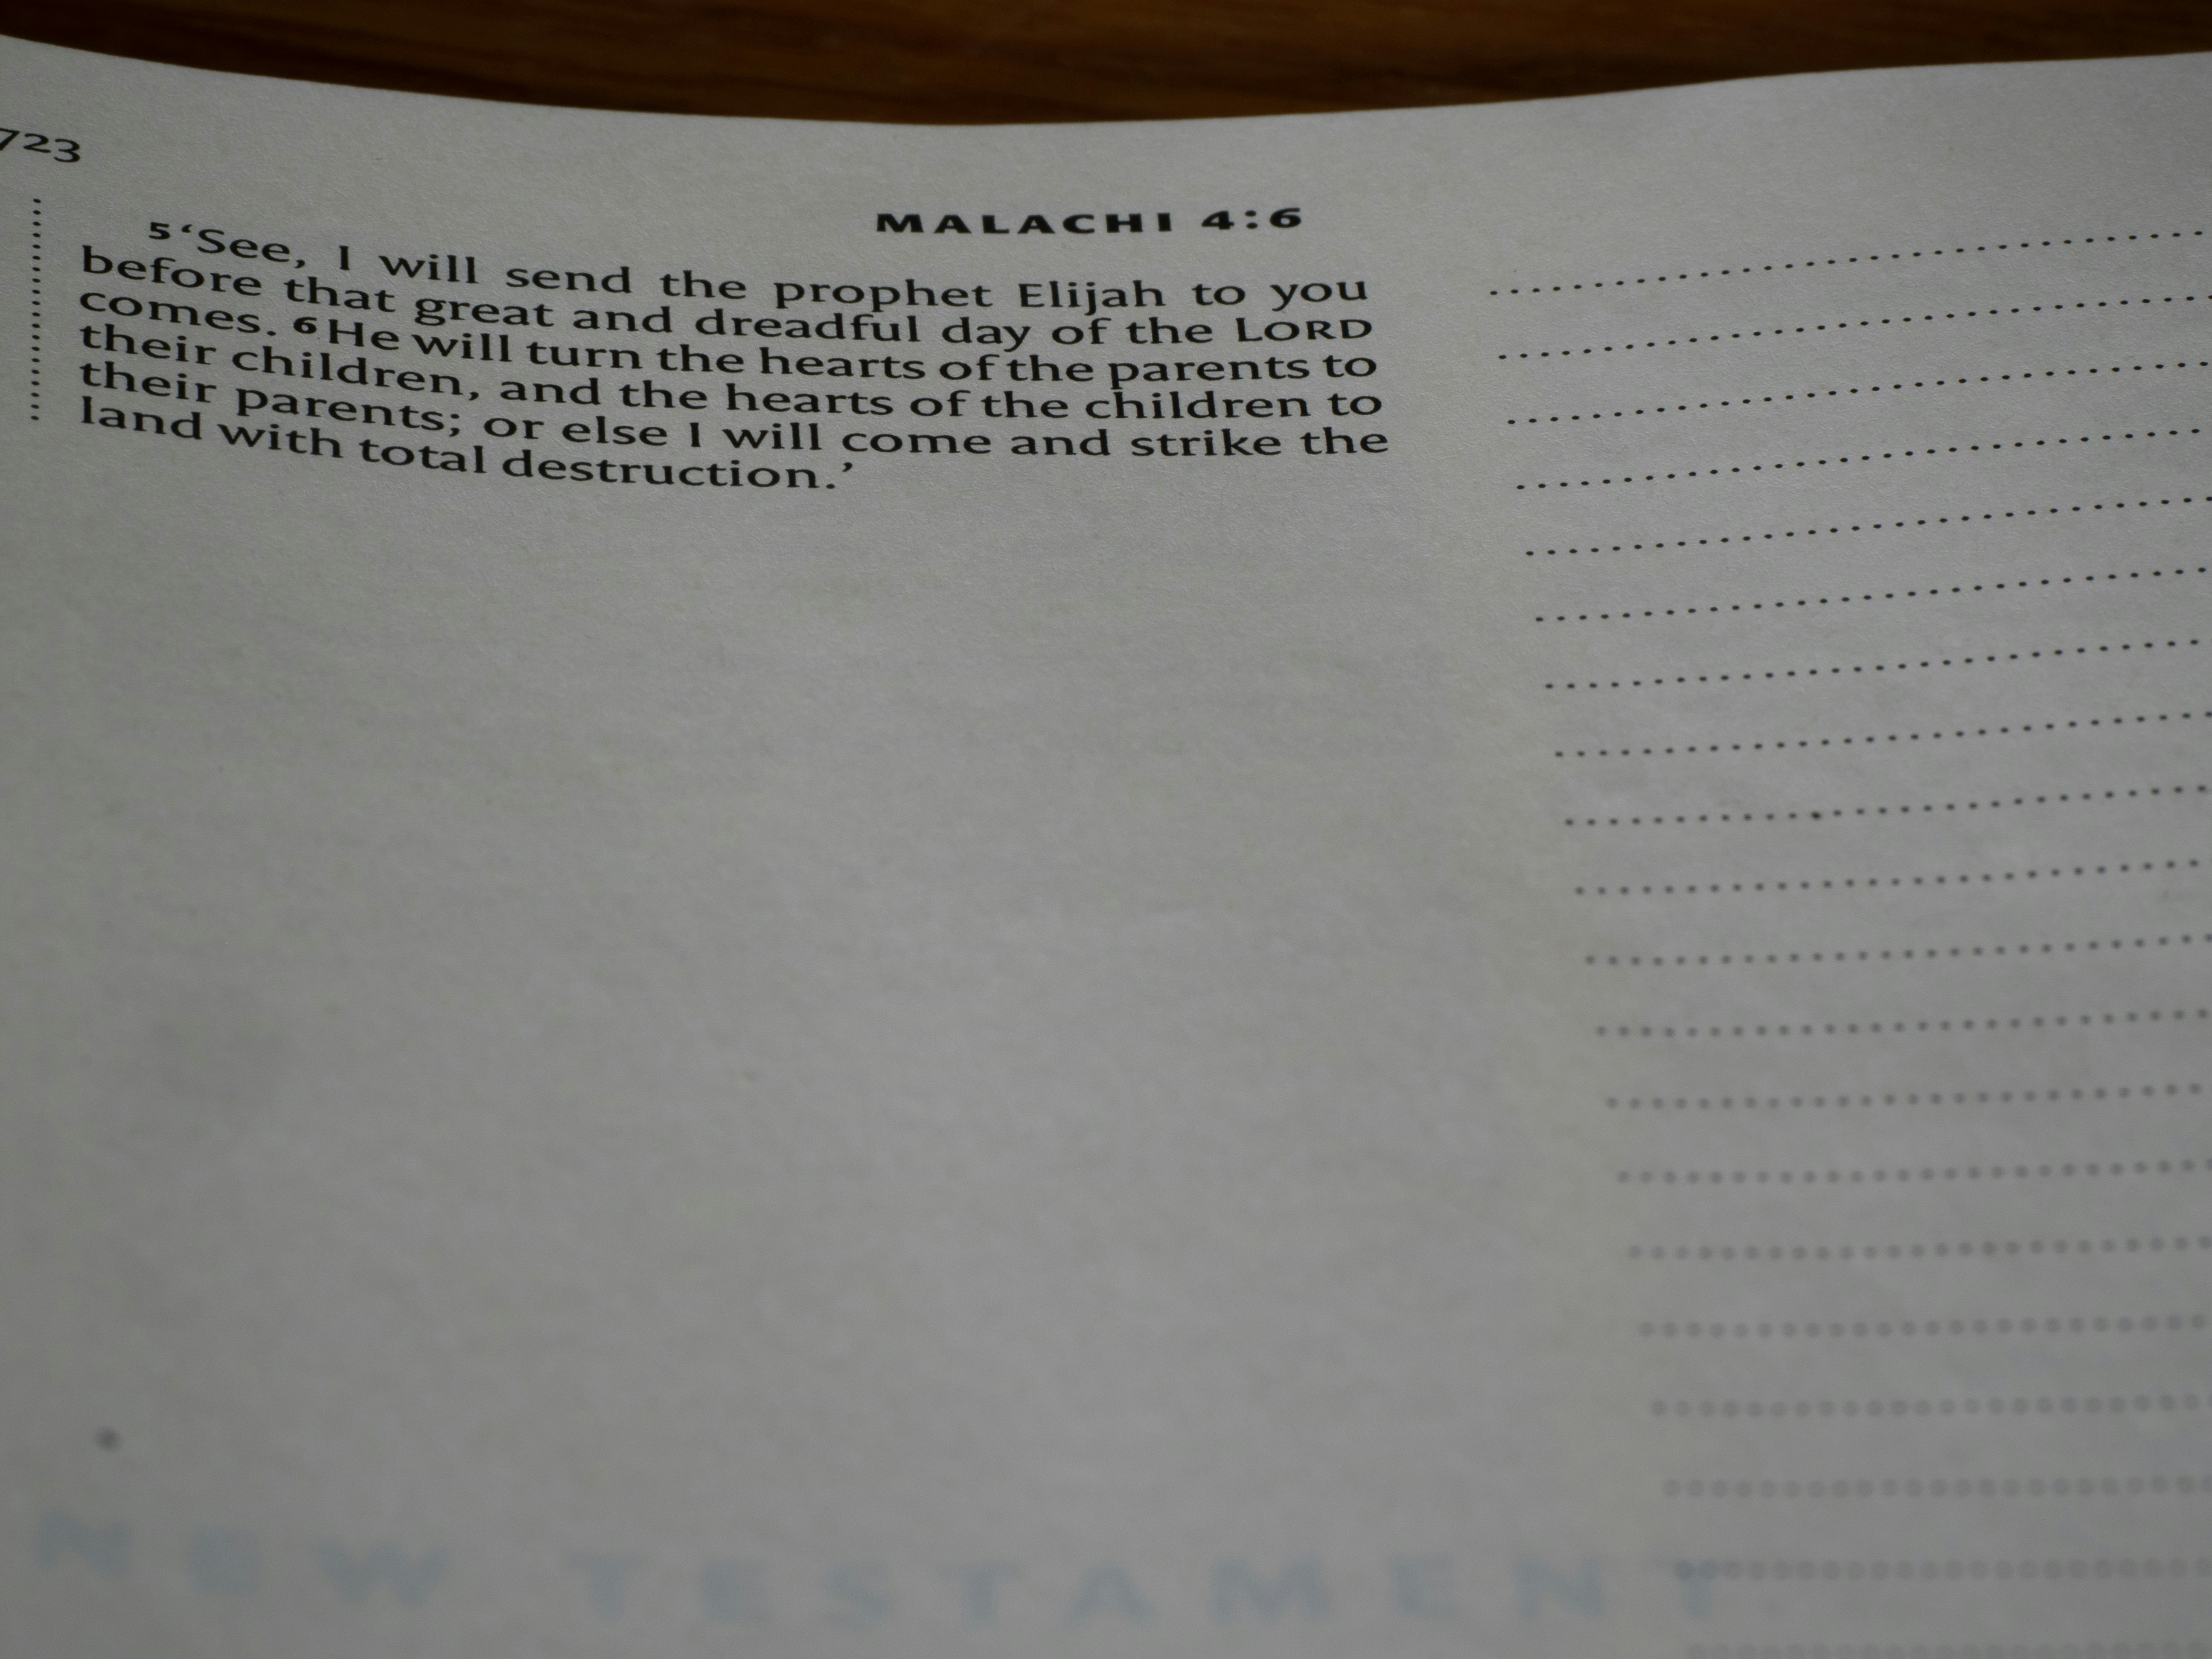 723
MALACHI 4:6
5 ‘See, I will send the prophet Elijah to you
before that great and dreadful day of the LORD
comes. 6 He will turn the hearts of the parents to
their children, and the hearts of the children to
their parents; or else I will come and strike the
land with total destruction.’
NEW TESTAMENT